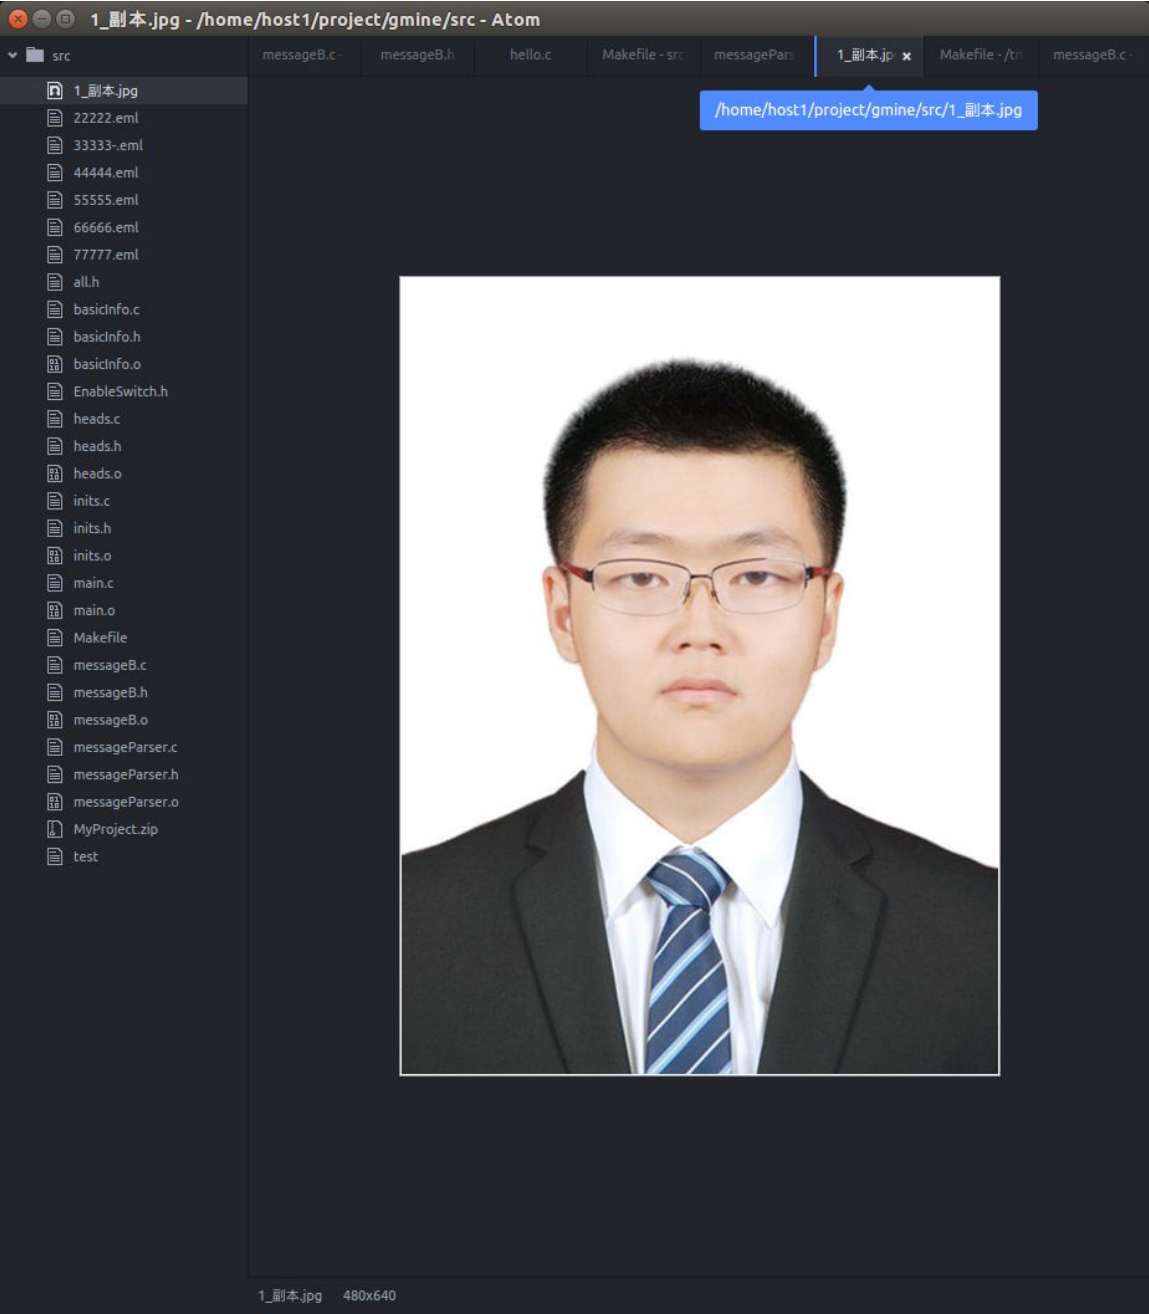 1_副本.jpg - /home/host1/project/gmine/src - Atom
src
messageB.c -
messageB.h
hello.c
Makefile - src
messagePars
1_副本.jp
Makefile - /tn
messageB.c -
/home/host1/project/gmine/src/1_副本.jpg
1_副本.jpg
22222.eml
33333-.eml
44444.eml
55555.eml
66666.eml
77777.eml
all.h
basicInfo.c
basicInfo.h
basicInfo.o
EnableSwitch.h
heads.c
heads.h
heads.o
inits.c
inits.h
inits.o
main.c
main.o
Makefile
messageB.c
messageB.h
messageB.o
messageParser.c
messageParser.h
messageParser.o
MyProject.zip
test
1_副本.jpg 480x640